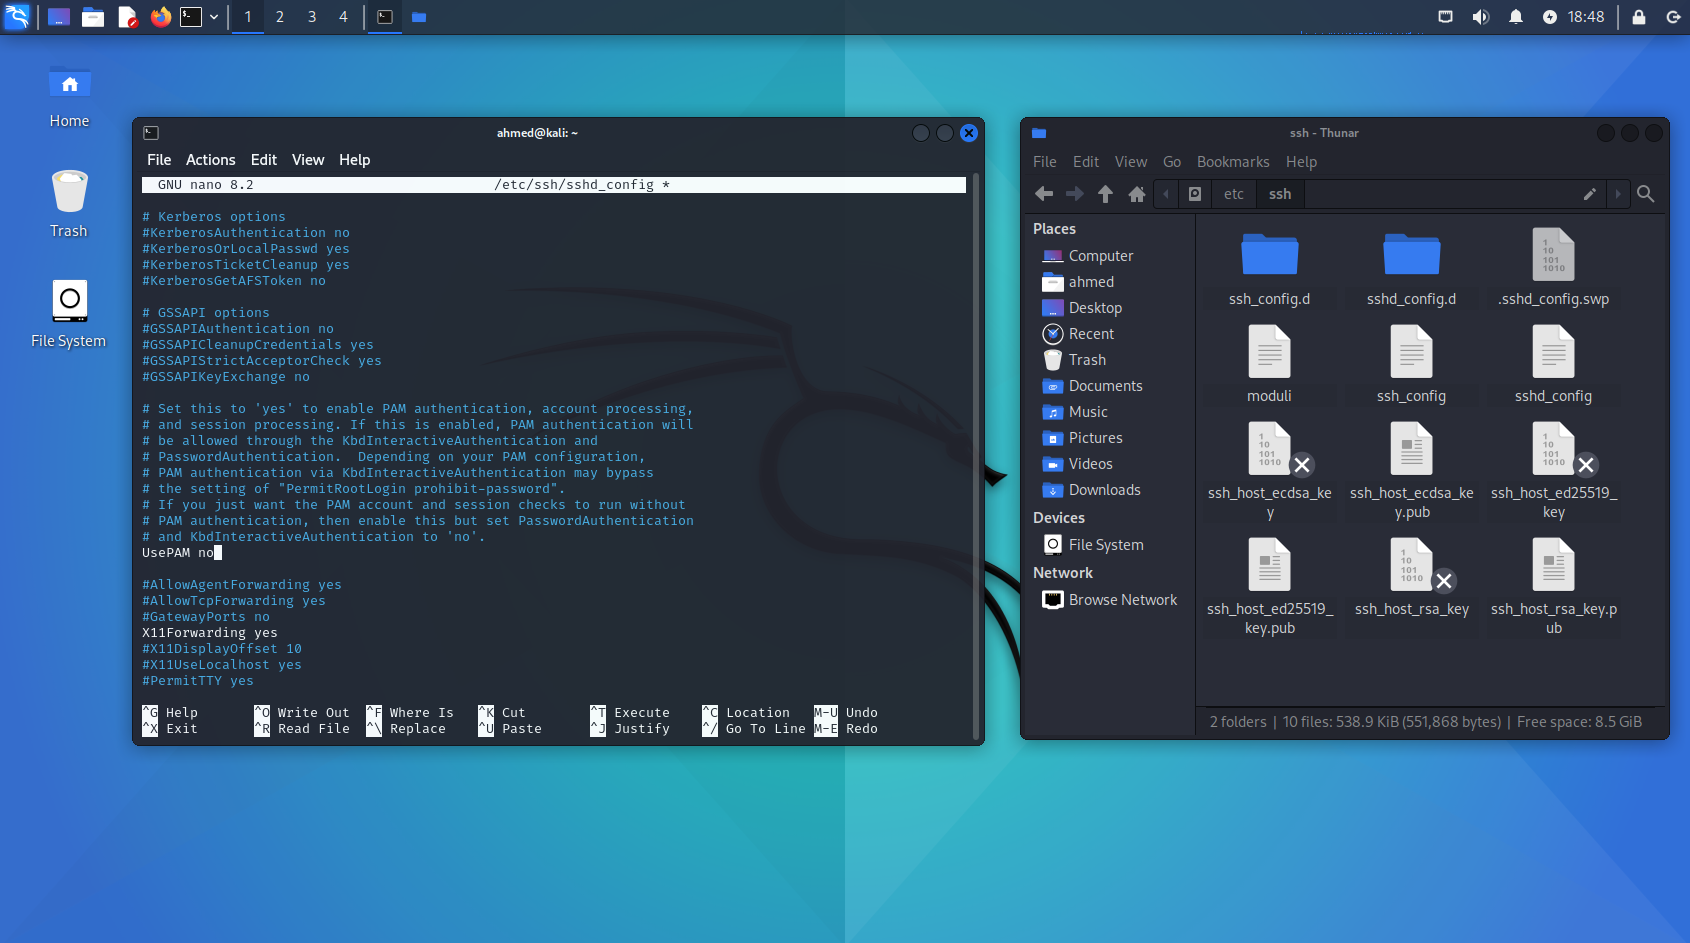 1 2 3 4
18:48
Home
Trash
File System
ahmed@kali: ~
File Actions Edit View Help
GNU nano 8.2 /etc/ssh/sshd_config *
# Kerberos options
#KerberosAuthentication no
#KerberosOrLocalPasswd yes
#KerberosTicketCleanup yes
#KerberosGetAFSToken no
# GSSAPI options
#GSSAPIAuthentication no
#GSSAPICleanupCredentials yes
#GSSAPIStrictAcceptorCheck yes
#GSSAPIKeyExchange no
# Set this to 'yes' to enable PAM authentication, account processing,
# and session processing. If this is enabled, PAM authentication will
# be allowed through the KbdInteractiveAuthentication and
# PasswordAuthentication.  Depending on your PAM configuration,
# PAM authentication via KbdInteractiveAuthentication may bypass
# the setting of "PermitRootLogin prohibit-password".
# If you just want the PAM account and session checks to run without
# PAM authentication, then enable this but set PasswordAuthentication
# and KbdInteractiveAuthentication to 'no'.
UsePAM no
#AllowAgentForwarding yes
#AllowTcpForwarding yes
#GatewayPorts no
X11Forwarding yes
#X11DisplayOffset 10
#X11UseLocalhost yes
#PermitTTY yes
^G Help ^O Write Out ^F Where Is ^K Cut ^T Execute ^C Location M-U Undo
^X Exit ^R Read File ^\ Replace ^U Paste ^J Justify ^/ Go To Line M-E Redo
ssh - Thunar
File Edit View Go Bookmarks Help
etc ssh
Places
Computer
ahmed
Desktop
Recent
Trash
Documents
Music
Pictures
Videos
Downloads
Devices
File System
Network
Browse Network
ssh_config.d sshd_config.d .sshd_config.swp
moduli ssh_config sshd_config
ssh_host_ecdsa_ke ssh_host_ecdsa_ke ssh_host_ed25519_
y y.pub key
ssh_host_ed25519_ ssh_host_rsa_key ssh_host_rsa_key.p
key.pub ub
2 folders | 10 files: 538.9 KiB (551,868 bytes) | Free space: 8.5 GiB